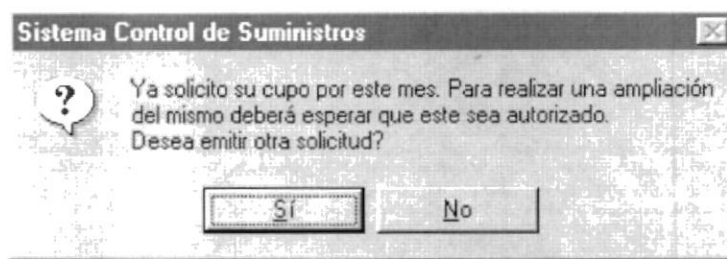 Sistema Control de Suministros
Ya solicito su cupo por este mes. Para realizar una ampliación
del mismo deberá esperar que este sea autorizado.
Desea emitir otra solicitud?
Sí No